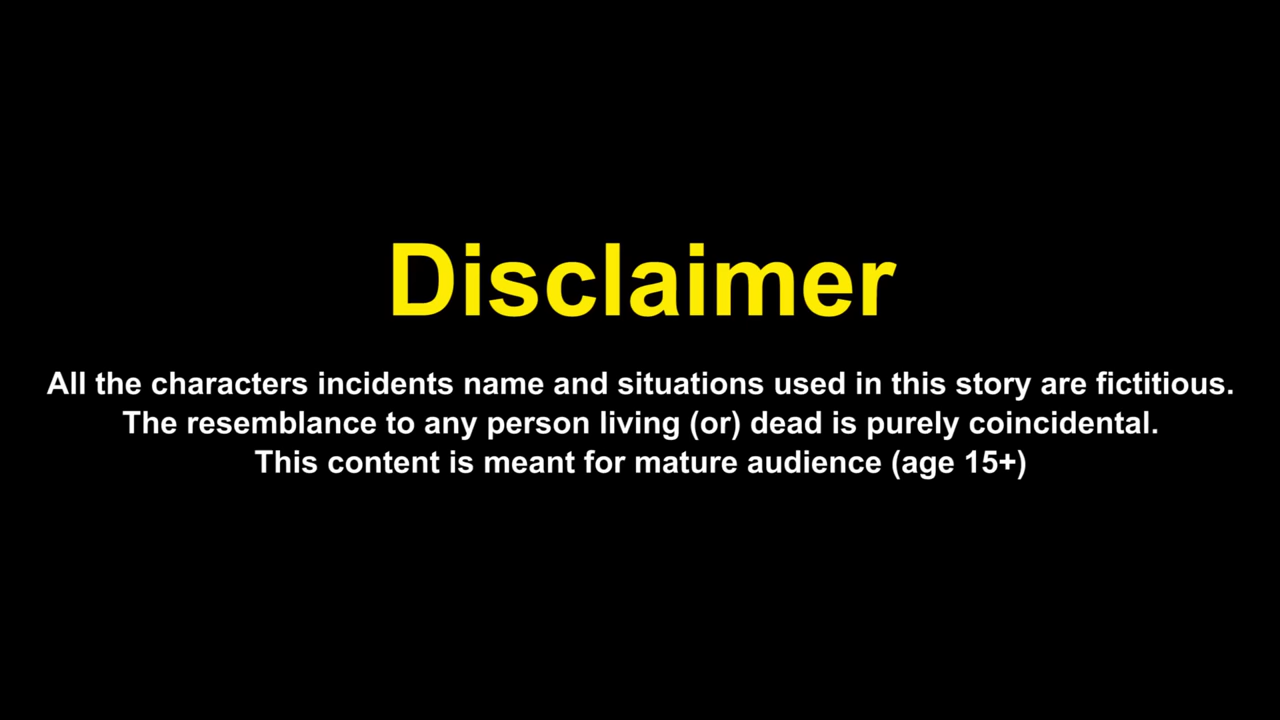 Disclaimer
All the characters incidents name and situations used in this story are fictitious.
The resemblance to any person living (or) dead is purely coincidental.
This content is meant for mature audience (age 15+)